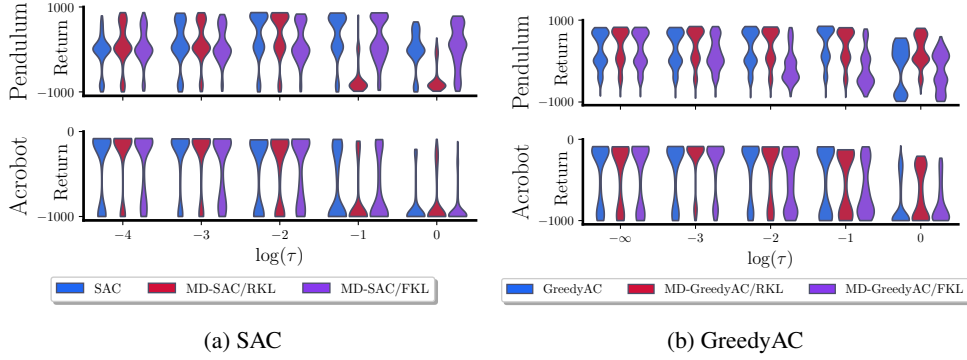 Pendulum
Return
1000
−1000
Acrobot
Return
0
−1000
−4 −3 −2 −1 0
log(τ)
SAC MD-SAC/RKL MD-SAC/FKL
(a) SAC
Pendulum
Return
1000
−1000
Acrobot
Return
0
−1000
−∞ −3 −2 −1 0
log(τ)
GreedyAC MD-GreedyAC/RKL MD-GreedyAC/FKL
(b) GreedyAC